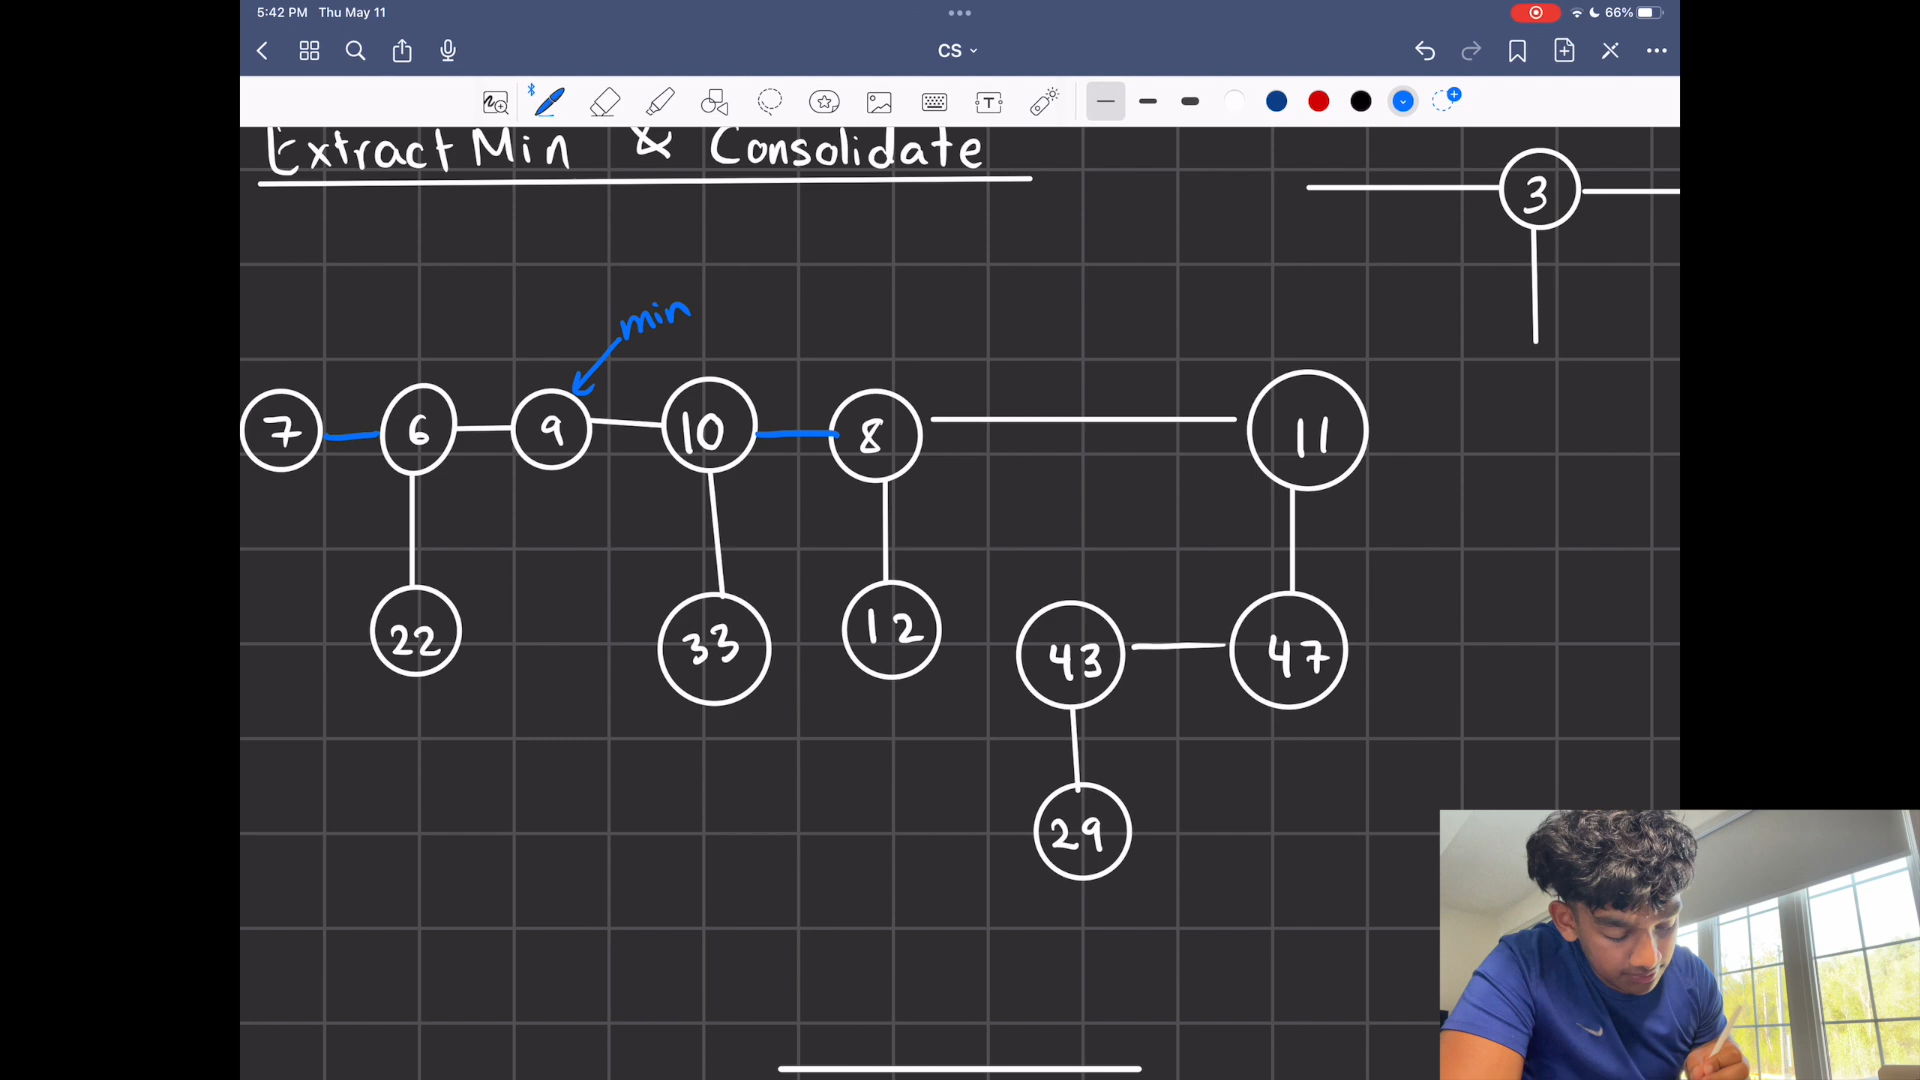 5:42 PM Thu May 11
66%
CS
Extract Min & Consolidate
3
min
7 6 9 10 8 11
22 33 12 43 47
29